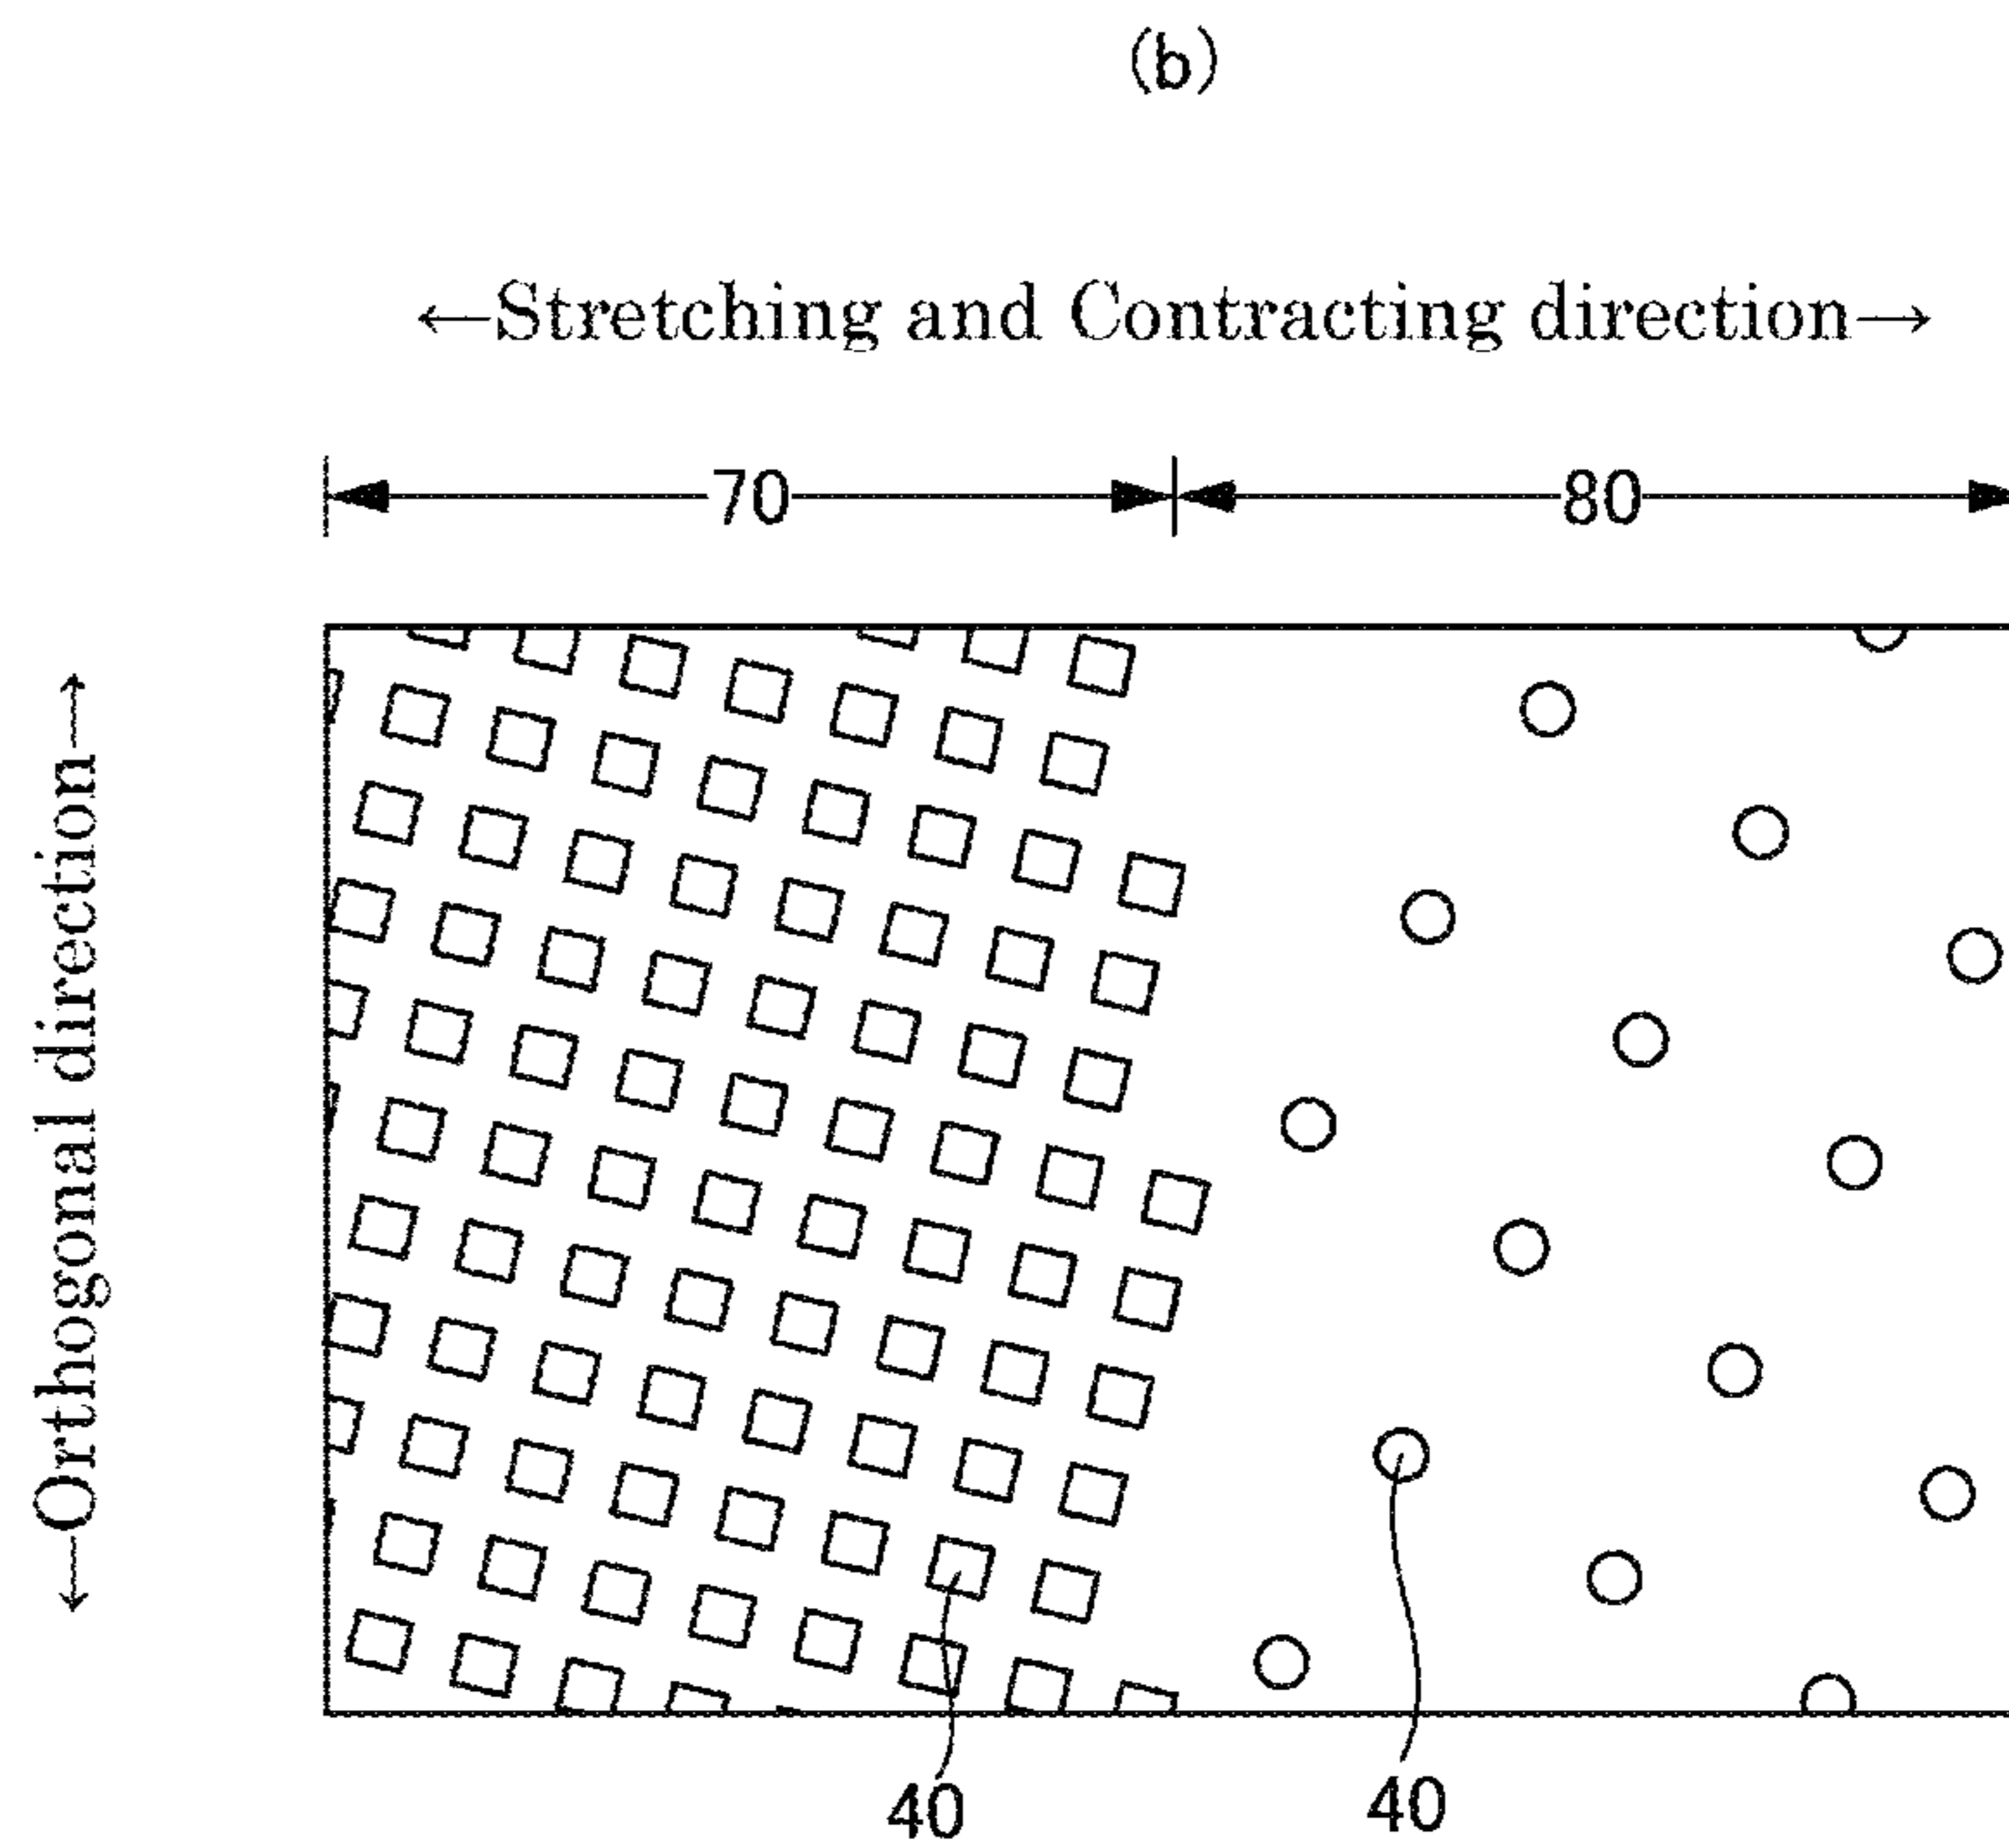 (b)
←Stretching and Contracting direction→
70 80
←Orthogonal direction→
40 40